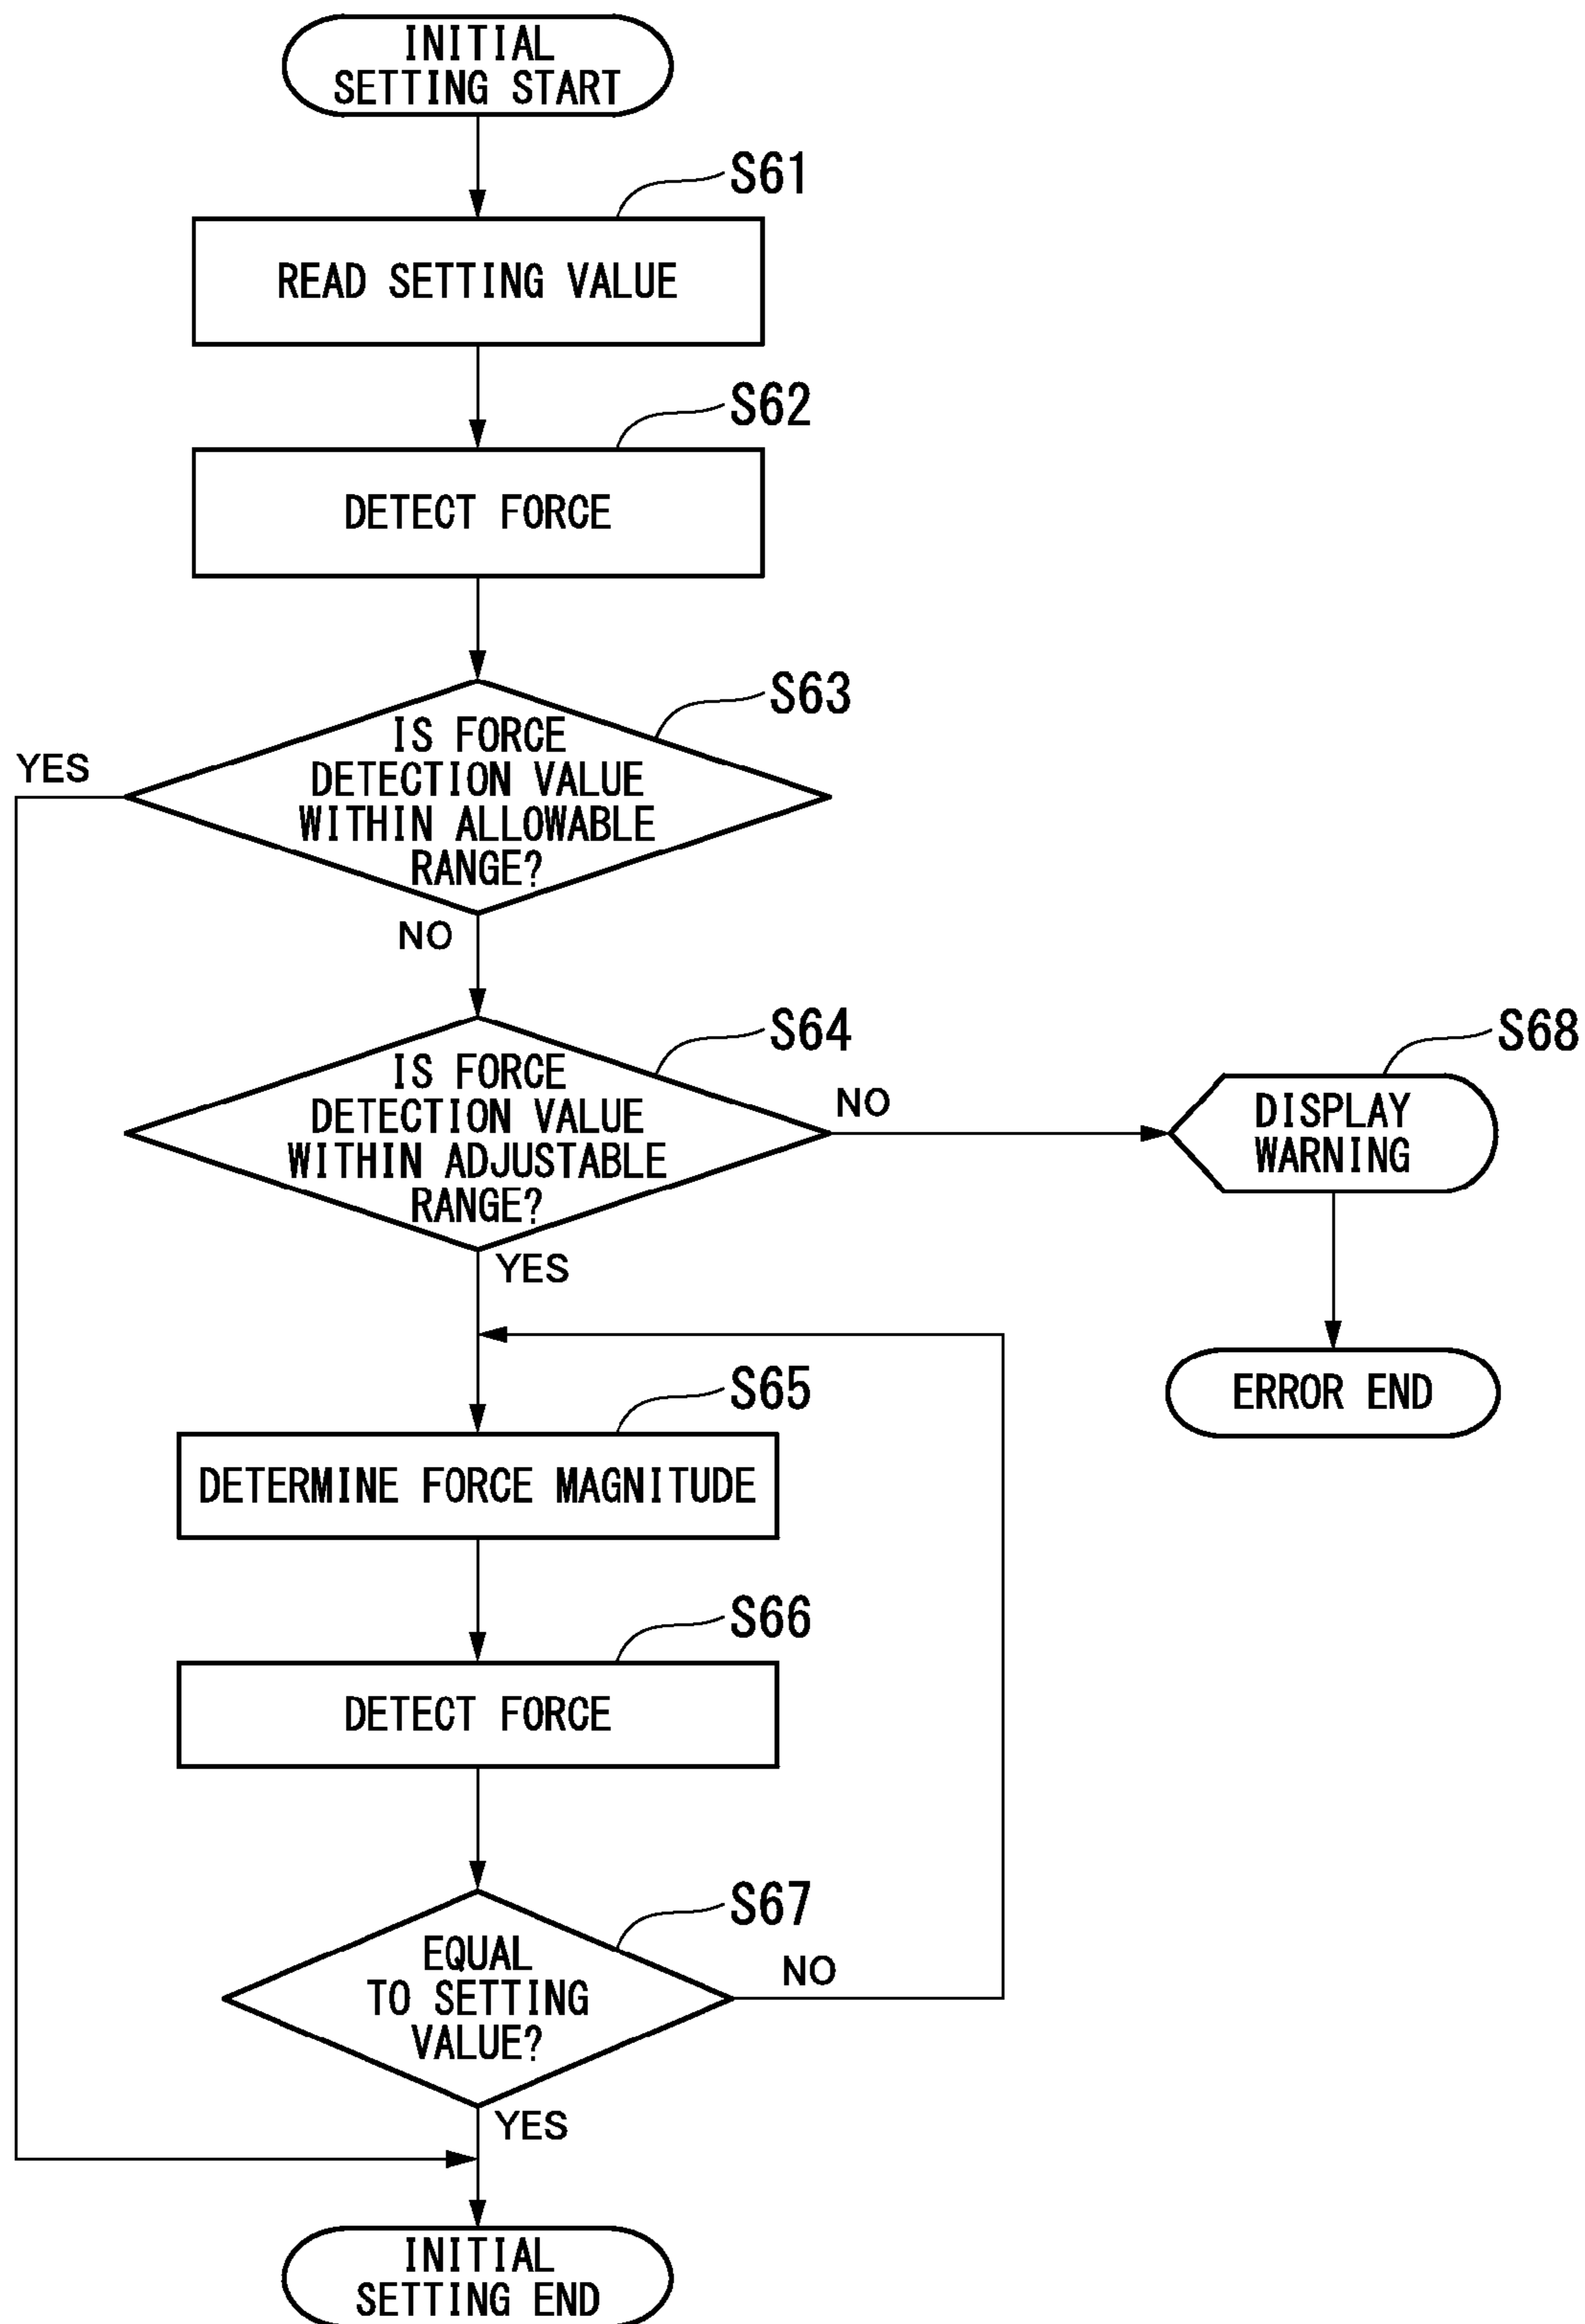 INITIAL
SETTING START
S61
READ SETTING VALUE
S62
DETECT FORCE
S63
IS FORCE
DETECTION VALUE
WITHIN ALLOWABLE
RANGE?
YES
NO
S64
IS FORCE
DETECTION VALUE
WITHIN ADJUSTABLE
RANGE?
NO
YES
S68
DISPLAY
WARNING
ERROR END
S65
DETERMINE FORCE MAGNITUDE
S66
DETECT FORCE
S67
EQUAL
TO SETTING
VALUE?
NO
YES
INITIAL
SETTING END